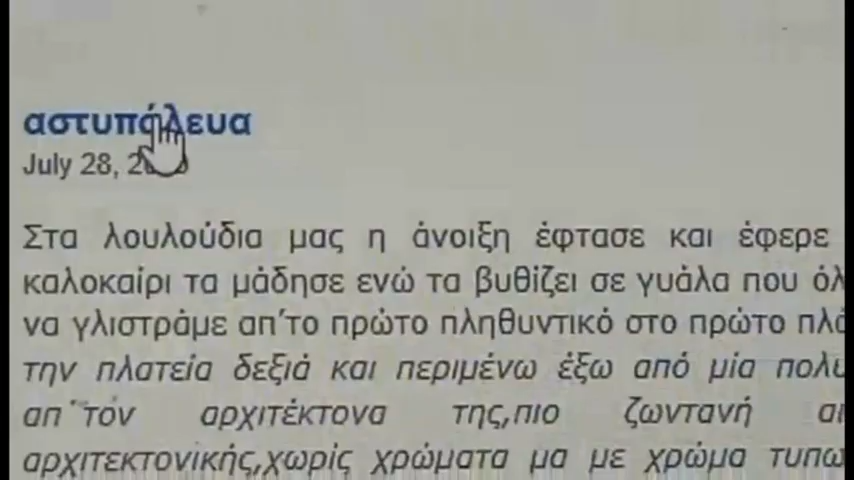 αστυπάλευα
July 28,
Στα λουλούδια μας η άνοιξη έφτασε και έφερε
καλοκαίρι τα μάδησε ενώ τα βυθίζει σε γυάλα που
να γλιστράμε απ'το πρώτο πληθυντικό στο πρώτο
την πλατεία δεξιά και περιμένω έξω από μία
απ΄τόν αρχιτέκτονα της,πιο ζωντανή
αρχιτεκτονικής,χωρίς χρώματα μα με χρώμα